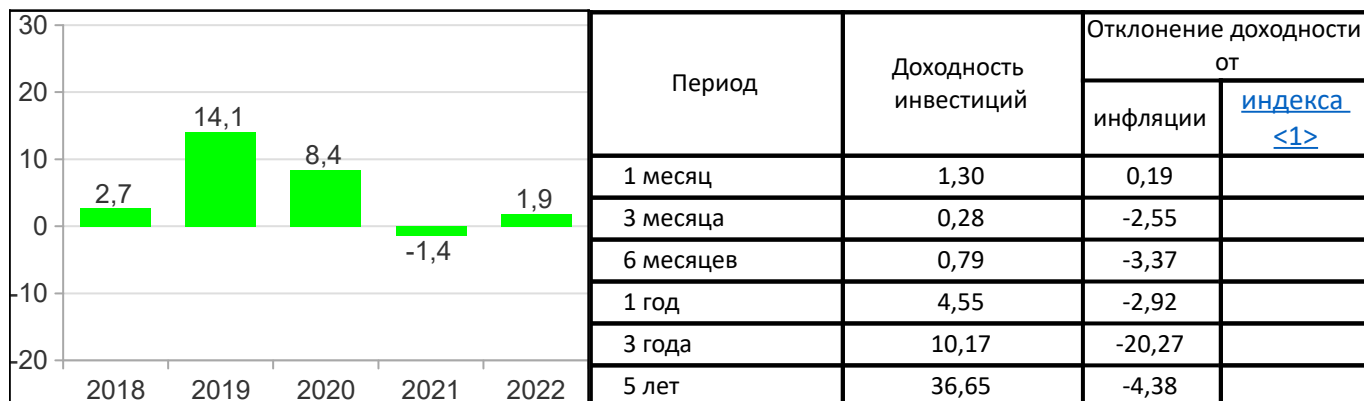 30
20
10
0
-10
-20
2,7
14,1
8,4
-1,4
1,9
2018 2019 2020 2021 2022
Период
Доходность
инвестиций
Отклонение доходности
от
инфляции
индекса
<1>
1 месяц 1,30 0,19
3 месяца 0,28 -2,55
6 месяцев 0,79 -3,37
1 год 4,55 -2,92
3 года 10,17 -20,27
5 лет 36,65 -4,38